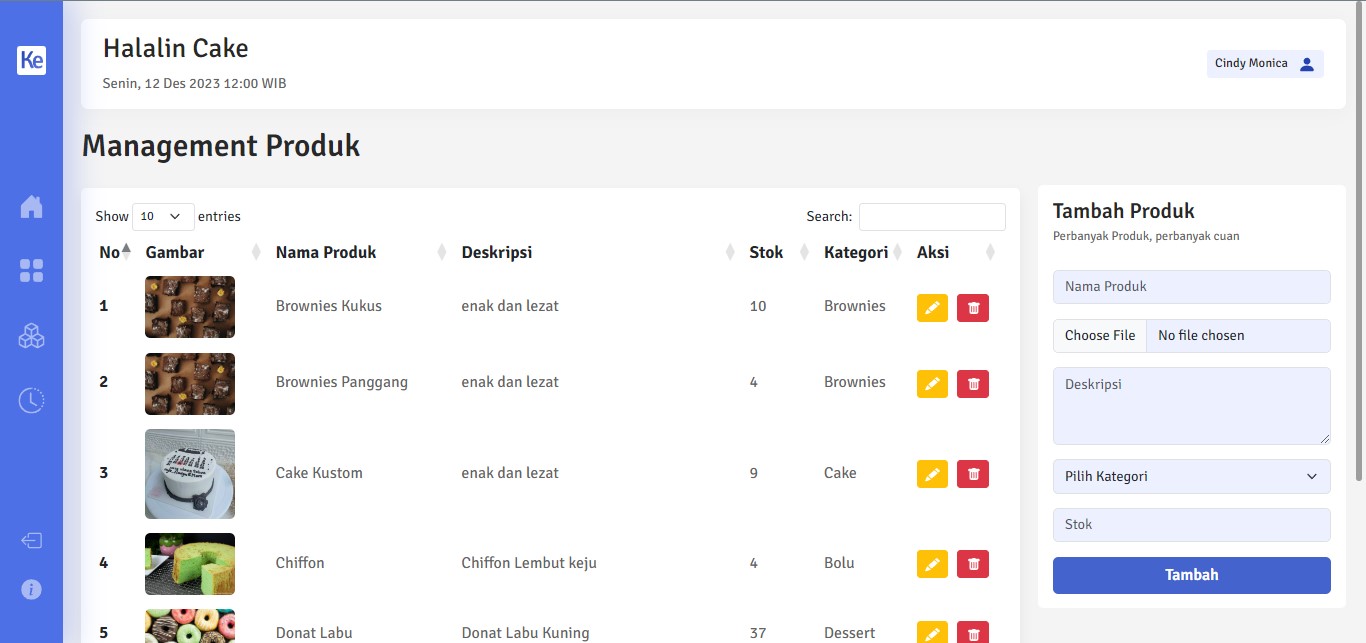 Ke
Halalin Cake
Senin, 12 Des 2023 12:00 WIB
Cindy Monica
Management Produk
Show 10 entries
Search:
No Gambar Nama Produk Deskripsi Stok Kategori Aksi
1 Brownies Kukus enak dan lezat 10 Brownies
2 Brownies Panggang enak dan lezat 4 Brownies
3 Cake Kustom enak dan lezat 9 Cake
4 Chiffon Chiffon Lembut keju 4 Bolu
5 Donat Labu Donat Labu Kuning 37 Dessert
Tambah Produk
Perbanyak Produk, perbanyak cuan
Nama Produk
Choose File No file chosen
Deskripsi
Pilih Kategori
Stok
Tambah